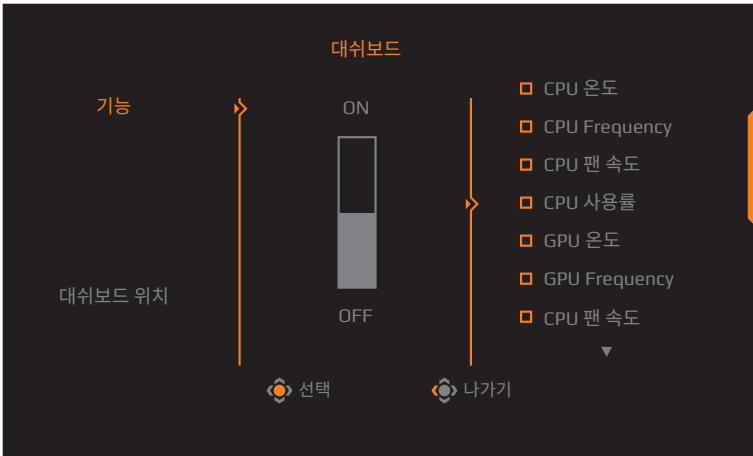 대쉬보드
기능
대쉬보드 위치
ON
OFF
CPU 온도
CPU Frequency
CPU 팬 속도
CPU 사용률
GPU 온도
GPU Frequency
CPU 팬 속도
선택
나가기